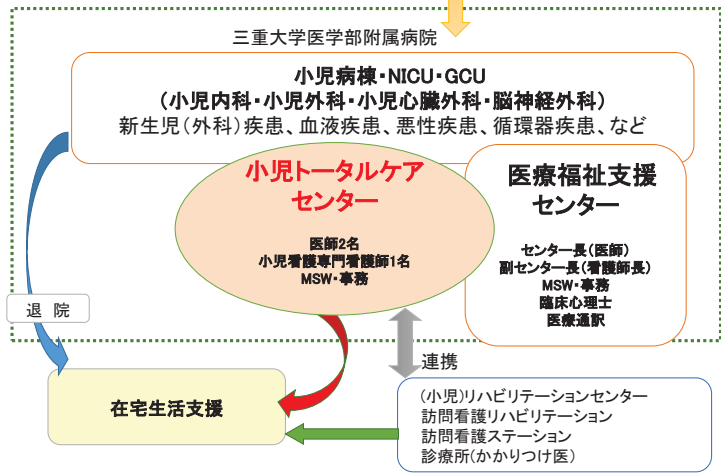 三重大学医学部附属病院
小児病棟・NICU・GCU
（小児内科・小児外科・小児心臓外科・脳神経外科）
新生児（外科）疾患、血液疾患、悪性疾患、循環器疾患、など
小児トータルケア
センター
医師2名
小児看護専門看護師1名
MSW・事務
医療福祉支援
センター
センター長（医師）
副センター長（看護師長）
MSW・事務
臨床心理士
医療通訳
退 院
連携
在宅生活支援
(小児)リハビリテーションセンター
訪問看護リハビリテーション
訪問看護ステーション
診療所(かかりつけ医)